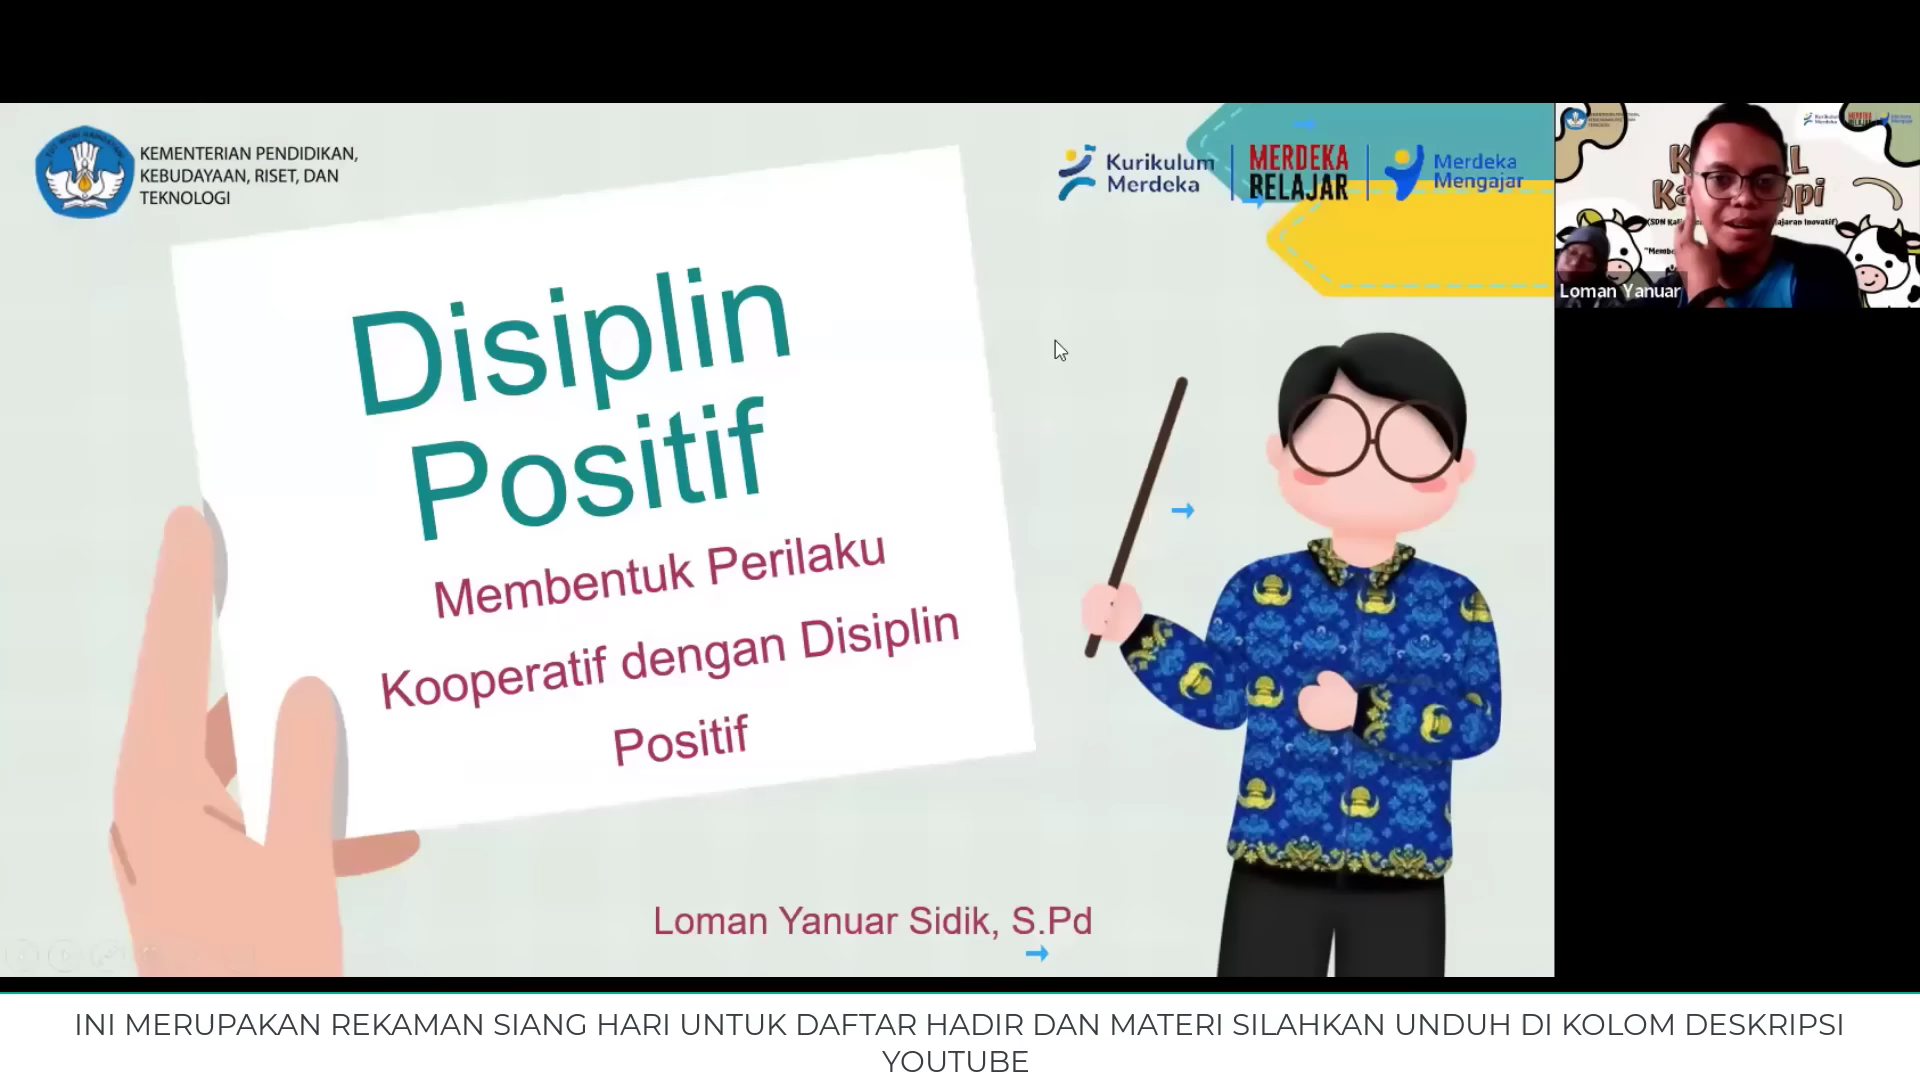 KEMENTERIAN PENDIDIKAN,
KEBUDAYAAN, RISET, DAN
TEKNOLOGI
Kurikulum
Merdeka
MERDEKA
BELAJAR
Merdeka
Mengajar
Disiplin
Positif
Membentuk Perilaku
Kooperatif dengan Disiplin
Positif
Loman Yanuar Sidik, S.Pd
Loman Yanuar
INI MERUPAKAN REKAMAN SIANG HARI UNTUK DAFTAR HADIR DAN MATERI SILAHKAN UNDUH DI KOLOM DESKRIPSI
YOUTUBE